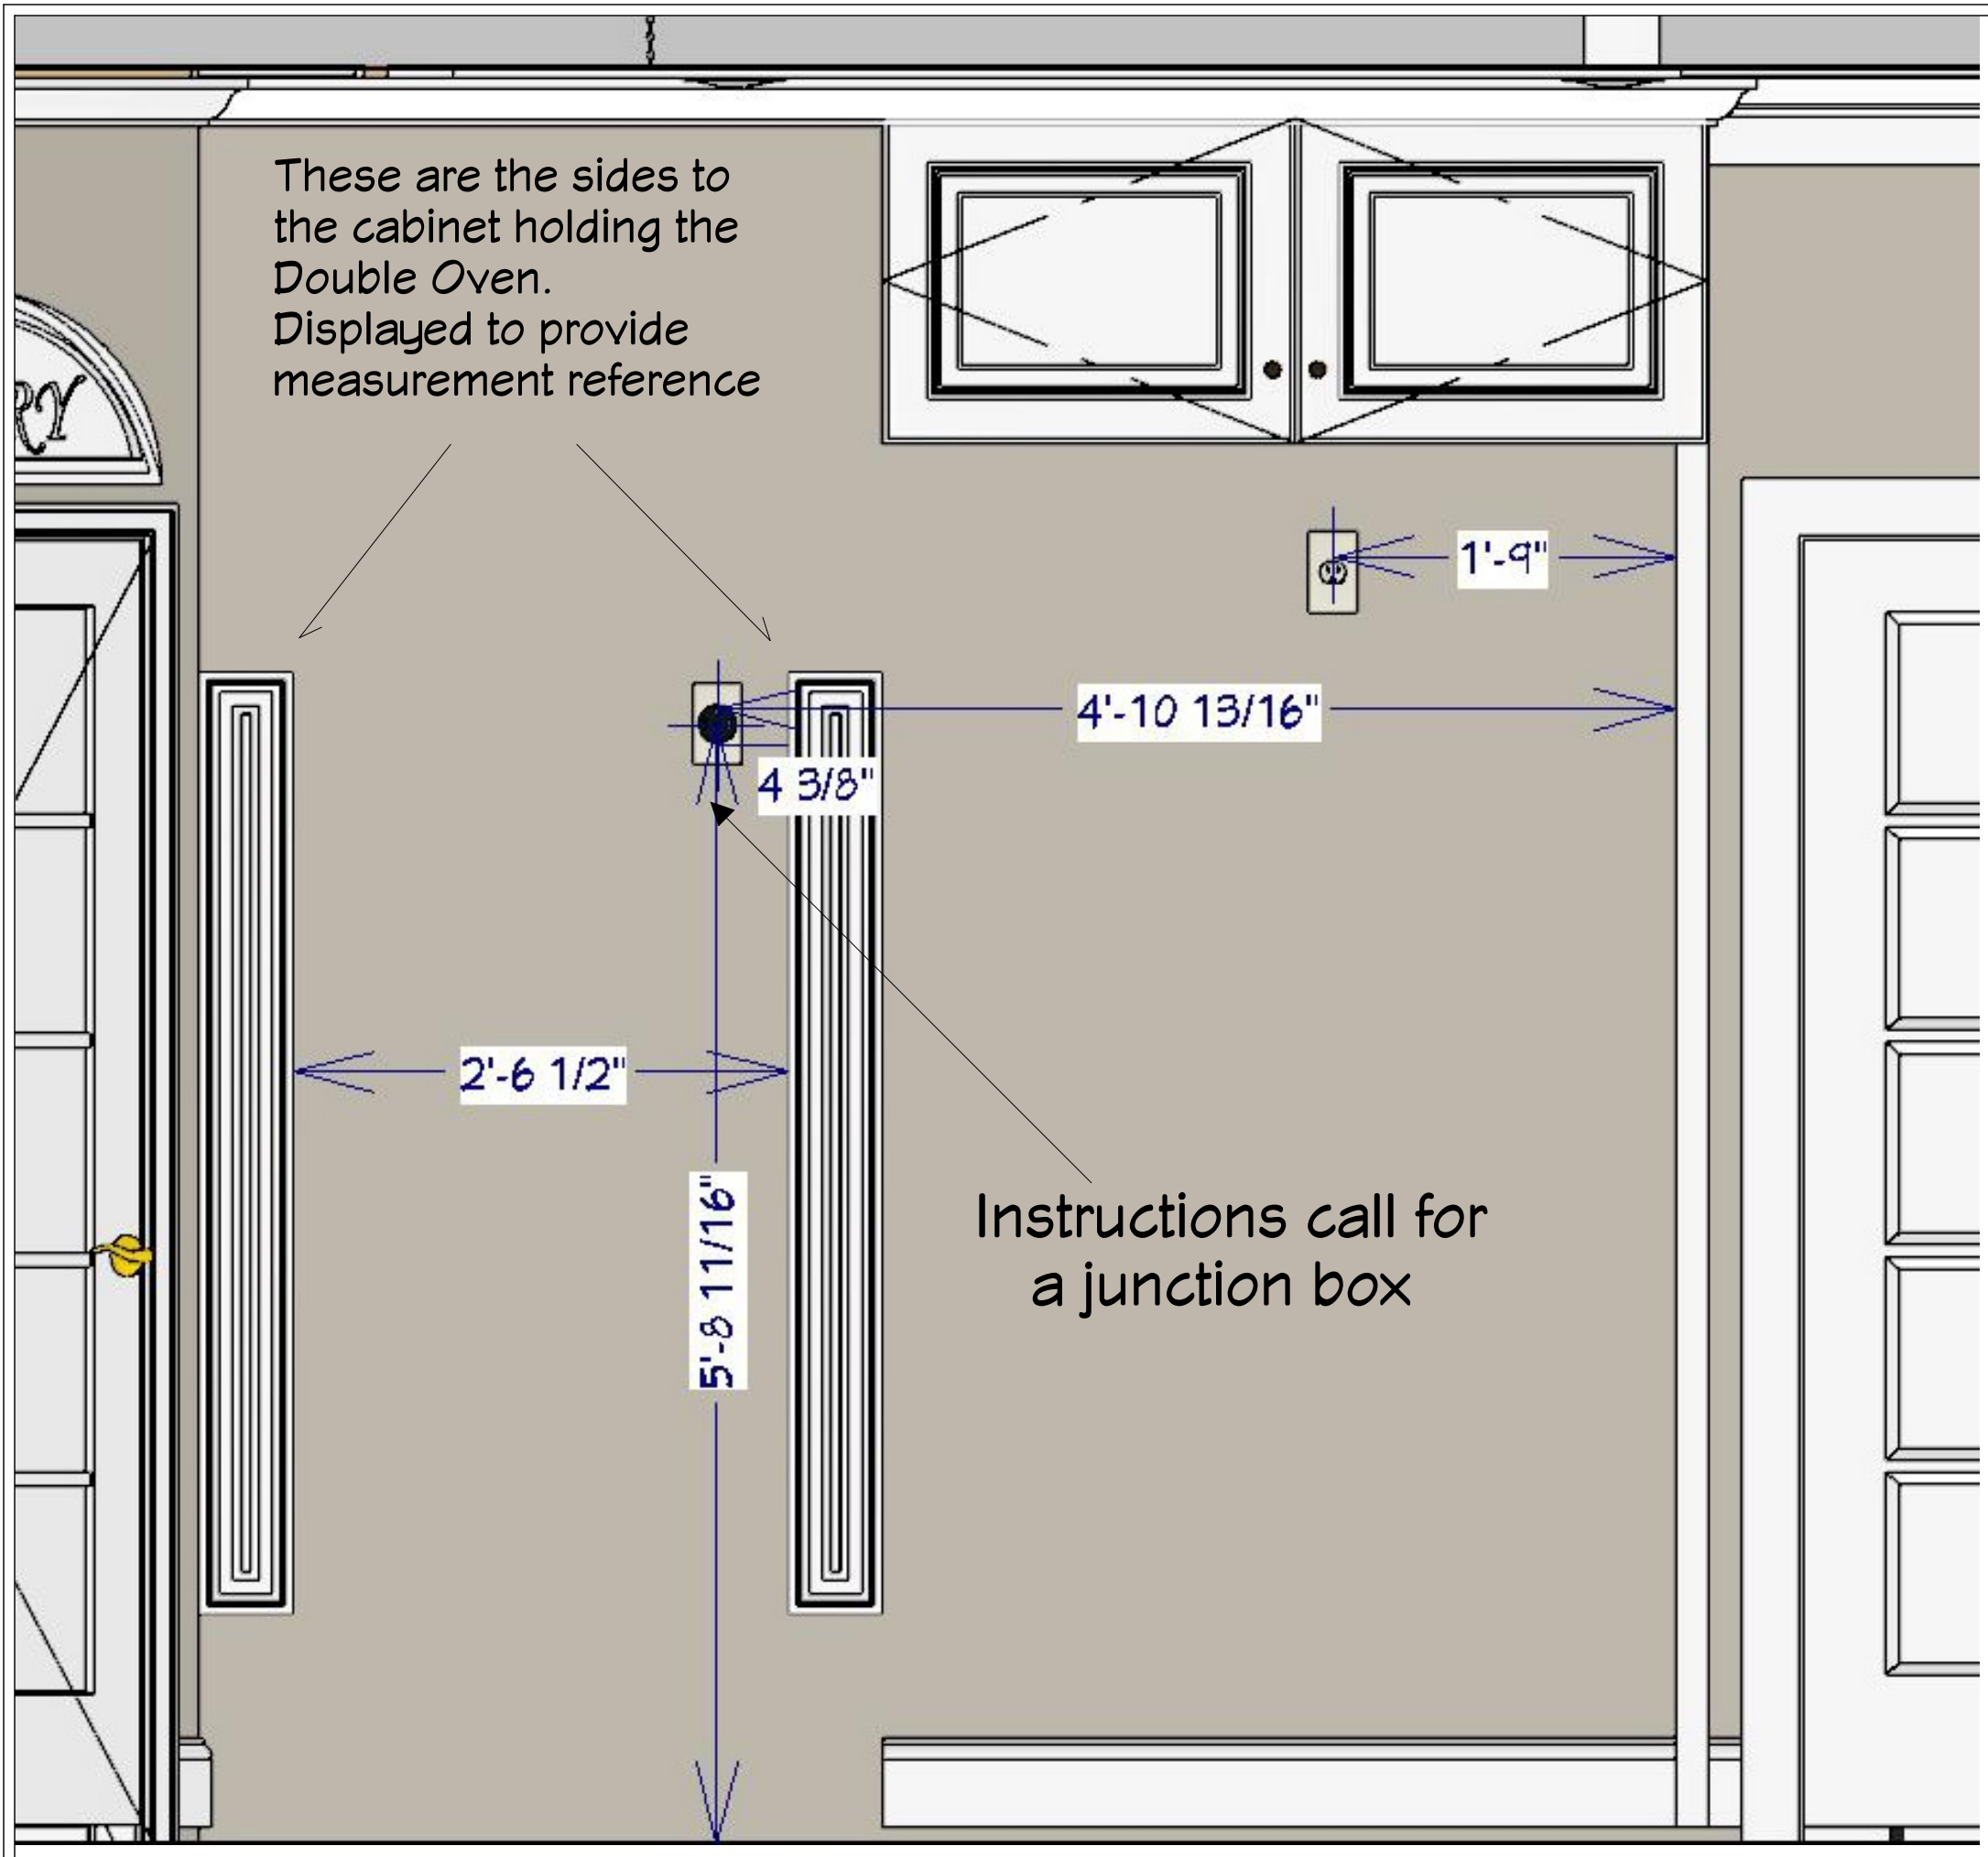 These are the sides to
the cabinet holding the
Double Oven.
Displayed to provide
measurement reference
RY
1'-9"
4'-10 13/16"
4 3/8"
2'-6 1/2"
5'-8 11/16"
Instructions call for
a junction box